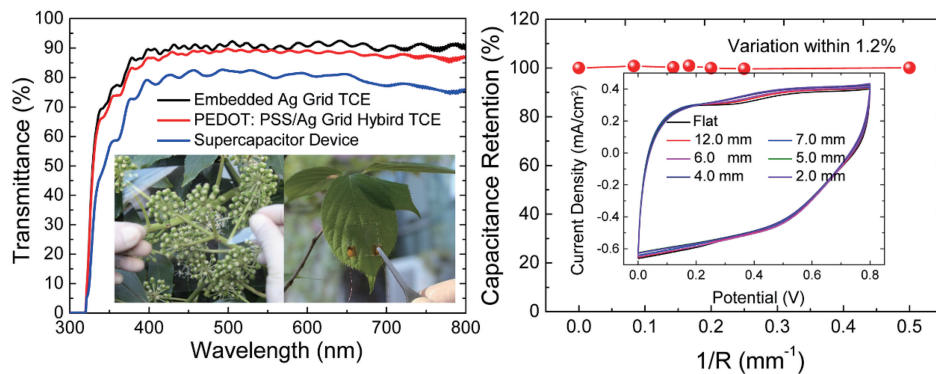 100
90
80
70
60
50
40
30
20
10
0
Transmittance (%)
Embedded Ag Grid TCE
PEDOT: PSS/Ag Grid Hybird TCE
Supercapacitor Device
300 400 500 600 700 800
Wavelength (nm)
120
100
80
60
40
20
0
Capacitance Retention (%)
Variation within 1.2%
0.4
0.2
0.0
-0.2
-0.4
-0.6
Current Density (mA/cm²)
Flat
12.0 mm 7.0 mm
6.0 mm 5.0 mm
4.0 mm 2.0 mm
0.0 0.2 0.4 0.6 0.8
Potential (V)
0.0 0.1 0.2 0.3 0.4 0.5
1/R (mm⁻¹)